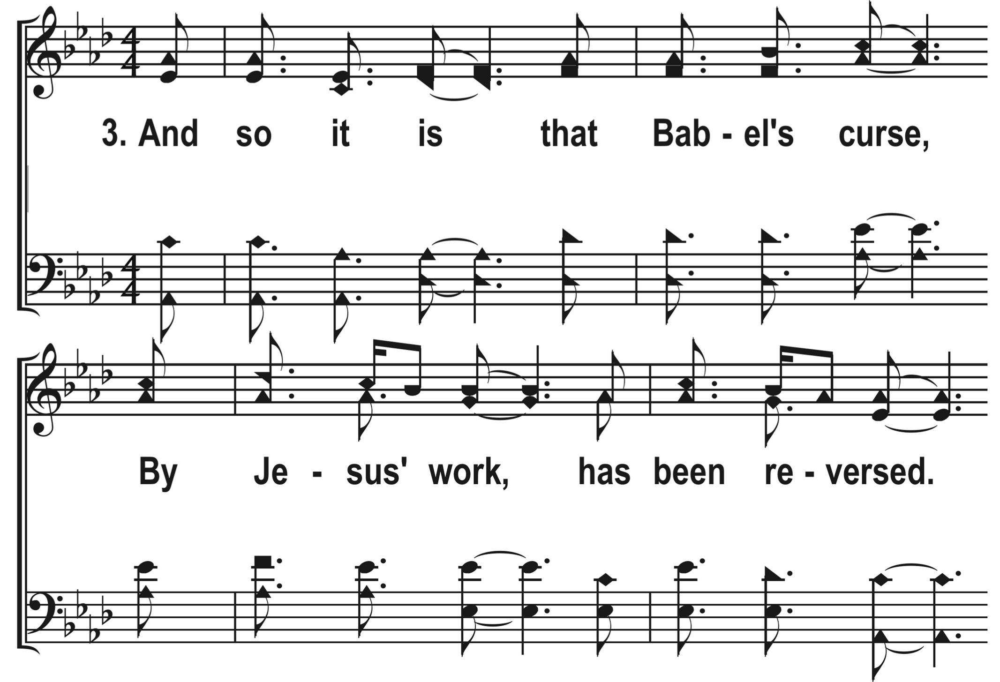 3. And so it is that Bab - el's curse,
By Je - sus' work, has been re - versed.